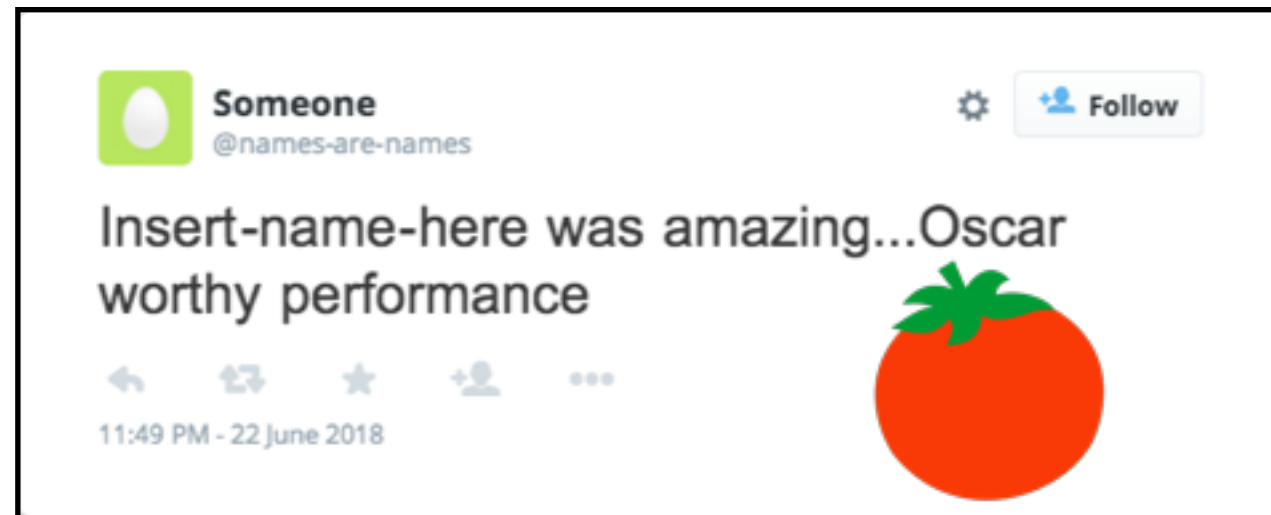 Someone
Follow
@names-are-names
Insert-name-here was amazing...Oscar
worthy performance
11:49 PM - 22 June 2018